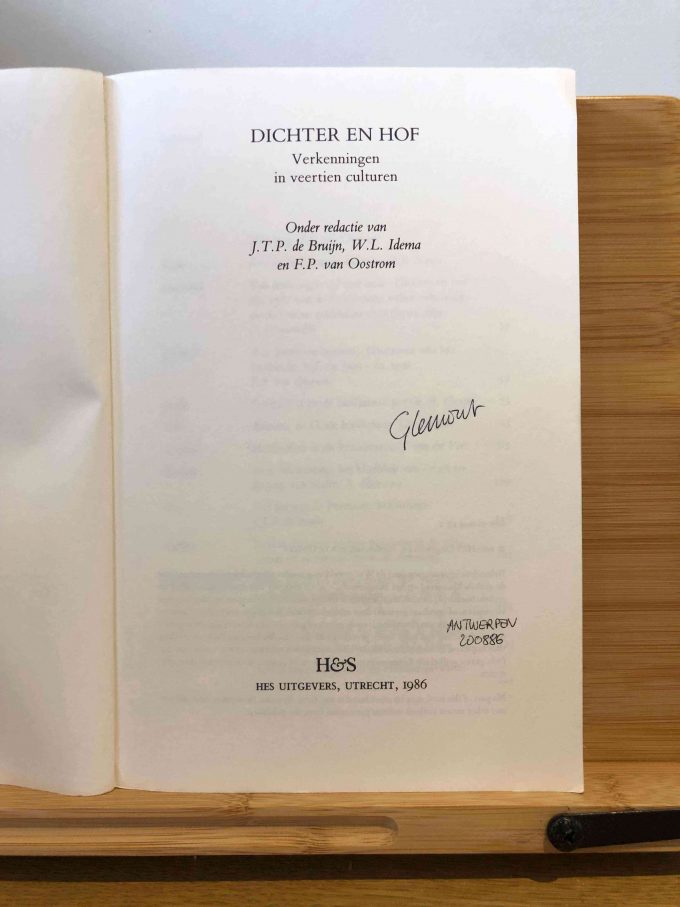 DICHTER EN HOF
Verkenningen
in veertien culturen
Onder redactie van
J.T.P. de Bruijn, W.L. Idema
en F.P. van Oostrom
Glemout
ANTWERPEN
200886
H&S
HES UITGEVERS, UTRECHT, 1986